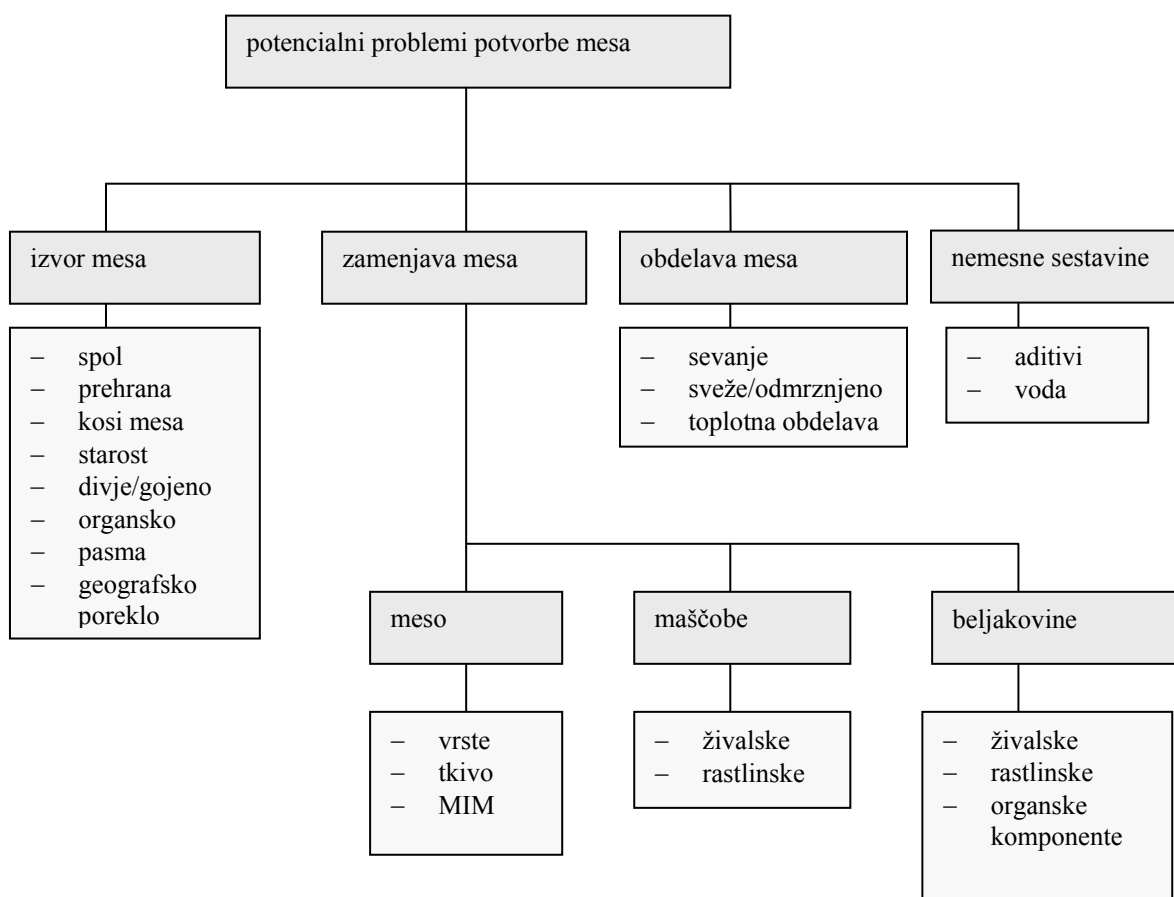 potencialni problemi potvorbe mesa
izvor mesa
zamenjava mesa
obdelava mesa
nemesne sestavine
– spol
– prehrana
– kosi mesa
– starost
– divje/gojeno
– organsko
– pasma
– geografsko
poreklo
– sevanje
– sveže/odmrznjeno
– toplotna obdelava
– aditivi
– voda
meso
maščobe
beljakovine
– vrste
– tkivo
– MIM
– živalske
– rastlinske
– živalske
– rastlinske
– organske
komponente